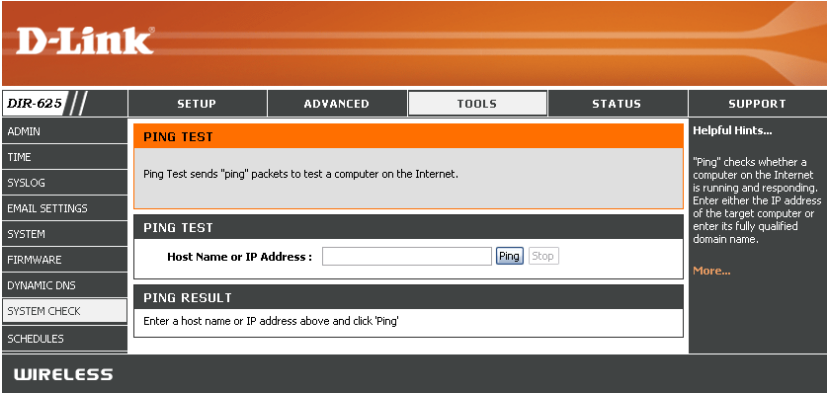 D-Link
DIR-625
SETUP
ADVANCED
TOOLS
STATUS
SUPPORT
ADMIN
TIME
SYSLOG
EMAIL SETTINGS
SYSTEM
FIRMWARE
DYNAMIC DNS
SYSTEM CHECK
SCHEDULES
PING TEST
Ping Test sends "ping" packets to test a computer on the Internet.
PING TEST
Host Name or IP Address :
Ping
Stop
PING RESULT
Enter a host name or IP address above and click 'Ping'
Helpful Hints...
"Ping" checks whether a
computer on the Internet
is running and responding.
Enter either the IP address
of the target computer or
enter its fully qualified
domain name.
More...
WIRELESS